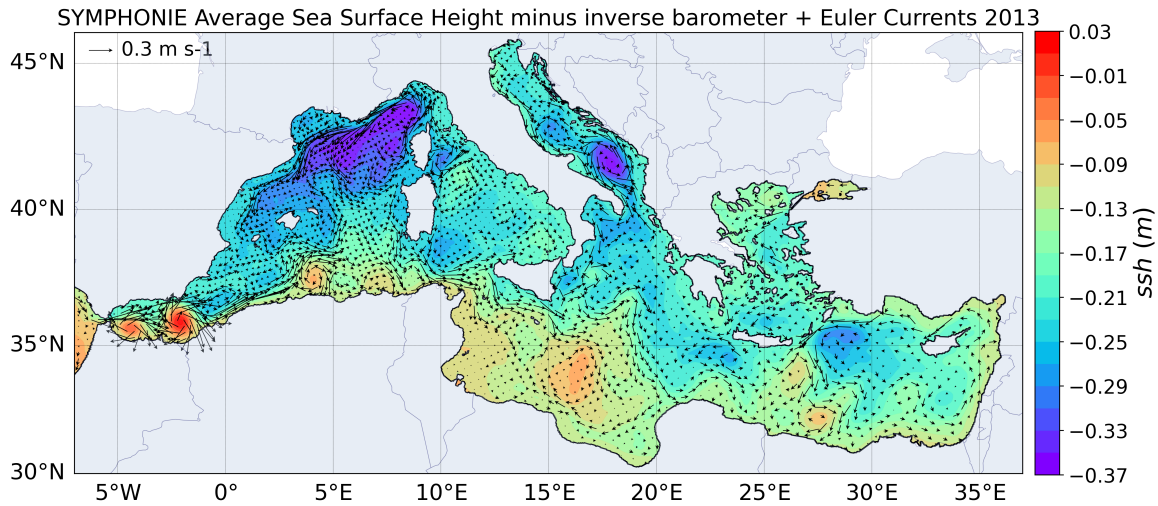 SYMPHONIE Average Sea Surface Height minus inverse barometer + Euler Currents 2013
0.3 m s-1
45°N
40°N
35°N
30°N
5°W 0° 5°E 10°E 15°E 20°E 25°E 30°E 35°E
0.03
−0.01
−0.05
−0.09
−0.13
−0.17
−0.21
−0.25
−0.29
−0.33
−0.37
ssh (m)